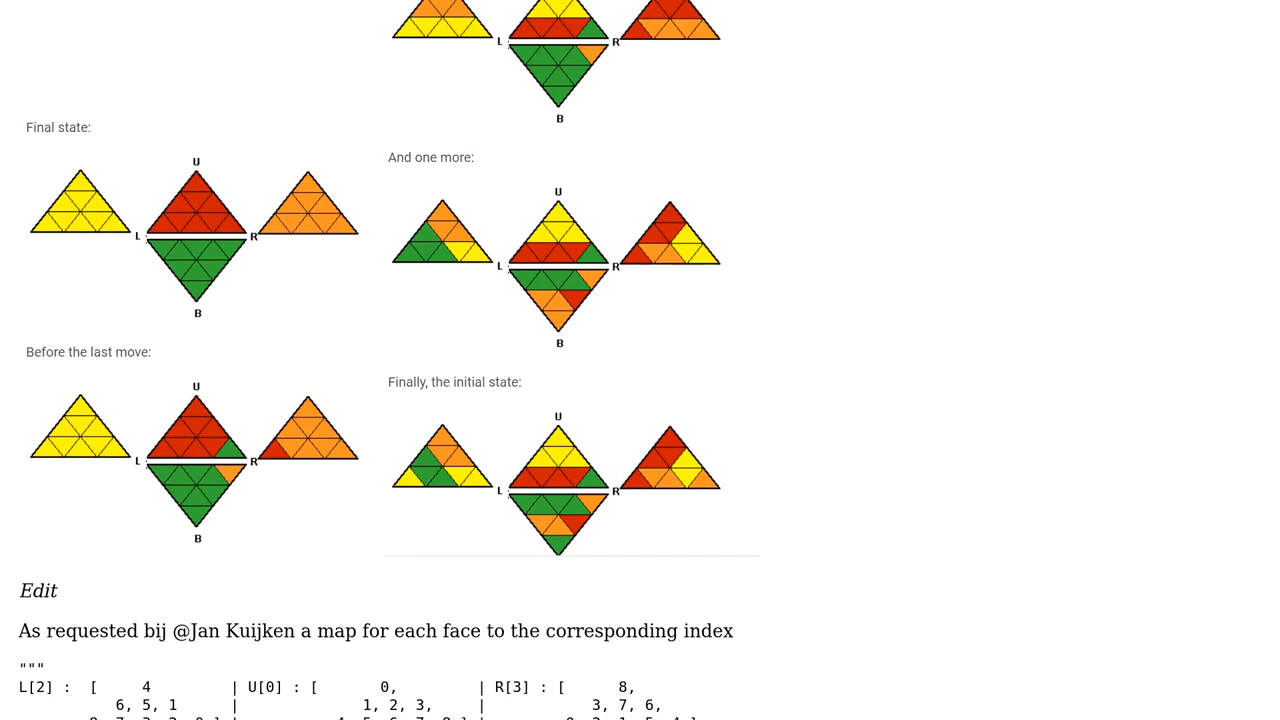 L R
B
Final state:
And one more:
U
L R
B
U
L R
B
Before the last move:
Finally, the initial state:
U
L R
B
U
L R
Edit
As requested bij @Jan Kuijken a map for each face to the corresponding index
"""
L[2] : [ 4 | U[0] : [ 0, | R[3] : [ 8,
6, 5, 1 | 1, 2, 3, | 3, 7, 6,